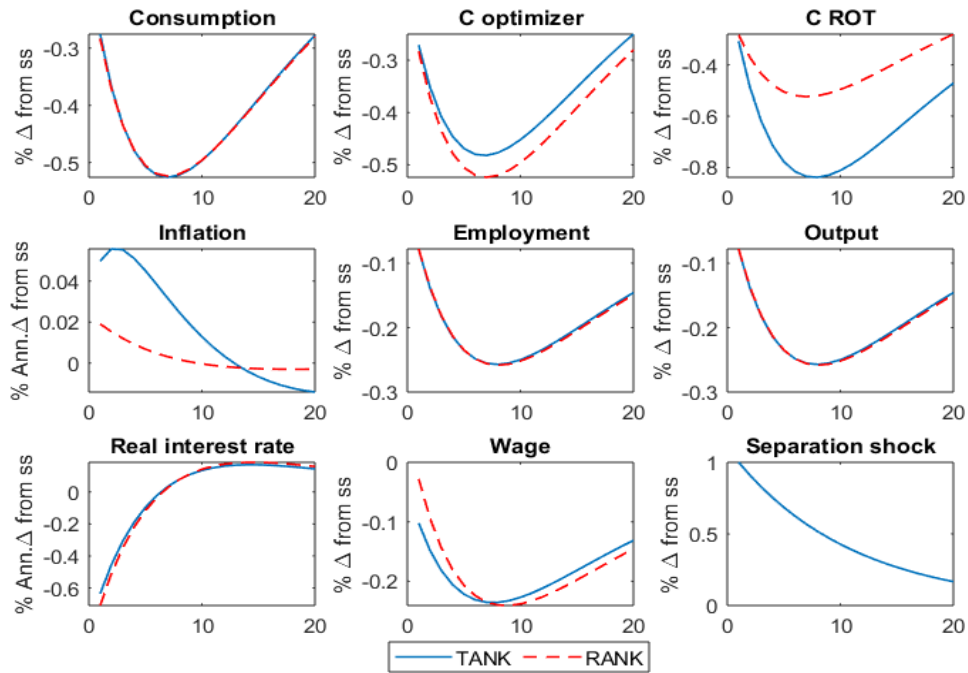 Consumption
C optimizer
C ROT
% Δ from ss
-0.3
-0.4
-0.5
0
10
20
% Δ from ss
-0.3
-0.4
-0.5
0
10
20
% Δ from ss
-0.4
-0.6
-0.8
0
10
20
Inflation
Employment
Output
% Ann.Δ from ss
0.04
0.02
0
0
10
20
% Δ from ss
-0.1
-0.2
-0.3
0
10
20
% Δ from ss
-0.1
-0.2
-0.3
0
10
20
Real interest rate
Wage
Separation shock
% Ann.Δ from ss
0
-0.2
-0.4
-0.6
0
10
20
% Δ from ss
0
-0.1
-0.2
0
10
20
% Δ from ss
1
0.5
0
0
10
20
TANK
RANK